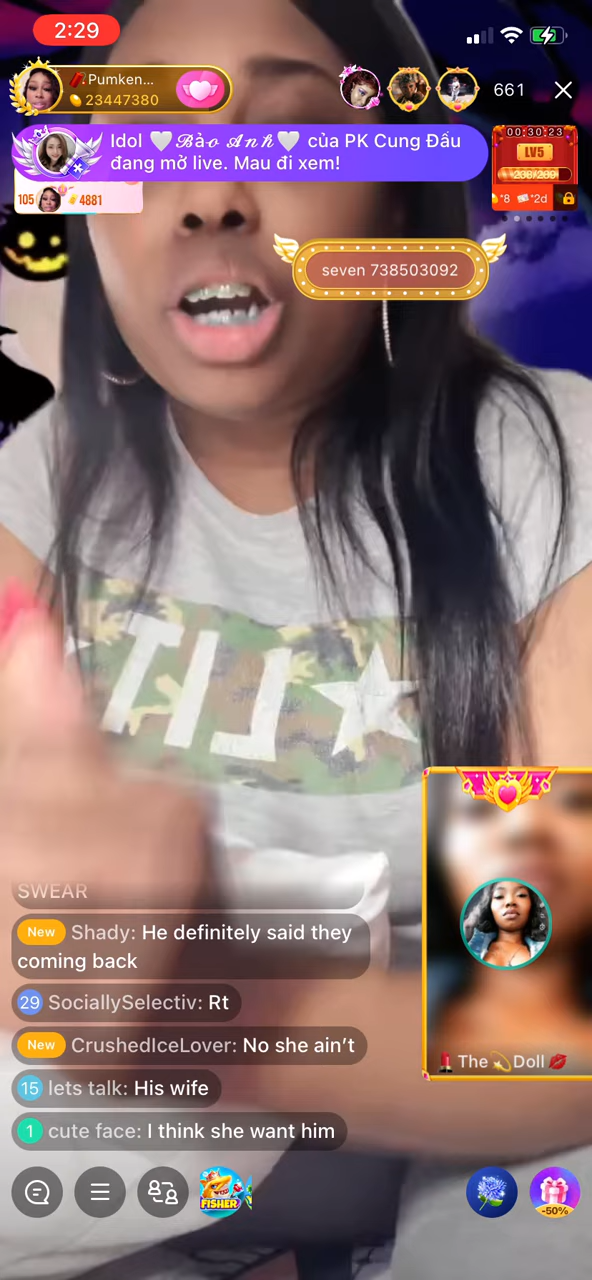 2:29
Pumken...
23447380
661
Idol 🤍 ℬả𝓸 𝒜𝓃𝒽🤍 của PK Cung Đấu
đang mở live. Mau đi xem!
00:30:23
LV5
*8 *2d
105 4881
seven 738503092
LIT
SWEAR
New Shady: He definitely said they
coming back
29 SociallySelectiv: Rt
New CrushedIceLover: No she ain't
15 lets talk: His wife
1 cute face: I think she want him
💄The💫Doll💋
FISHER
-50%